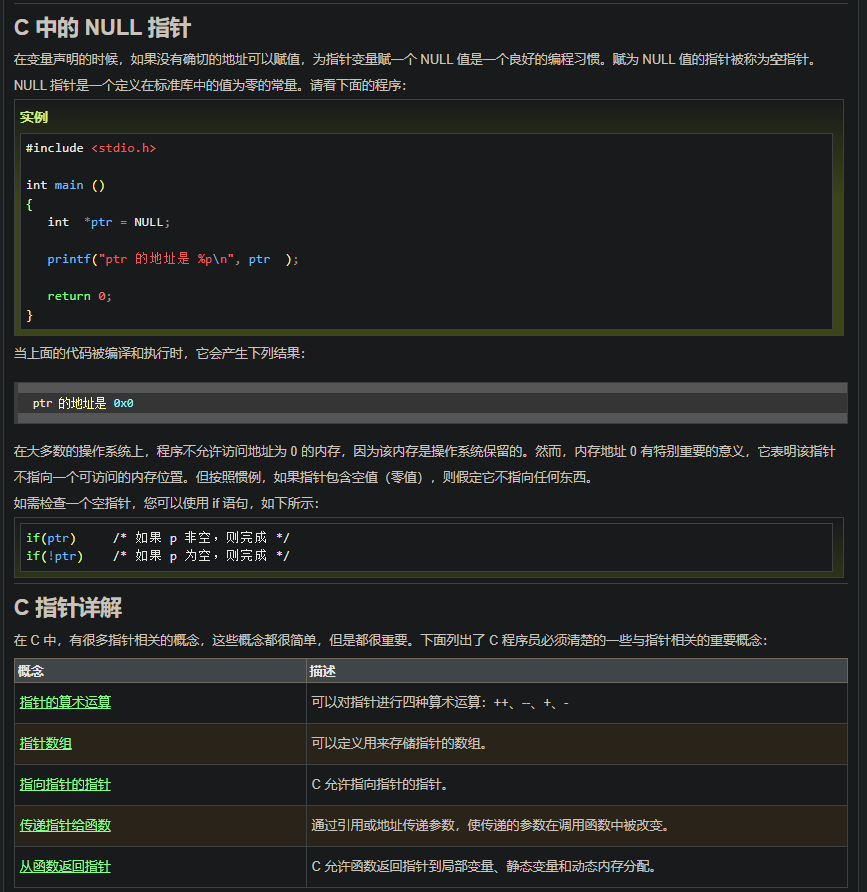 C 中的 NULL 指针
在变量声明的时候，如果没有确切的地址可以赋值，为指针变量赋一个 NULL 值是一个良好的编程习惯。赋为 NULL 值的指针被称为空指针。
NULL 指针是一个定义在标准库中的值为零的常量。请看下面的程序：
实例
#include <stdio.h>
int main ()
{
   int  *ptr = NULL;
   printf("ptr 的地址是 %p\n", ptr  );
   return 0;
}
当上面的代码被编译和执行时，它会产生下列结果：
ptr 的地址是 0x0
在大多数的操作系统上，程序不允许访问地址为 0 的内存，因为该内存是操作系统保留的。然而，内存地址 0 有特别重要的意义，它表明该指针
不指向一个可访问的内存位置。但按照惯例，如果指针包含空值（零值），则假定它不指向任何东西。
如需检查一个空指针，您可以使用 if 语句，如下所示：
if(ptr)     /* 如果 p 非空，则完成 */
if(!ptr)    /* 如果 p 为空，则完成 */
C 指针详解
在 C 中，有很多指针相关的概念，这些概念都很简单，但是都很重要。下面列出了 C 程序员必须清楚的一些与指针相关的重要概念：
概念 描述
指针的算术运算 可以对指针进行四种算术运算：++、--、+、-
指针数组 可以定义用来存储指针的数组。
指向指针的指针 C 允许指向指针的指针。
传递指针给函数 通过引用或地址传递参数，使传递的参数在调用函数中被改变。
从函数返回指针 C 允许函数返回指针到局部变量、静态变量和动态内存分配。